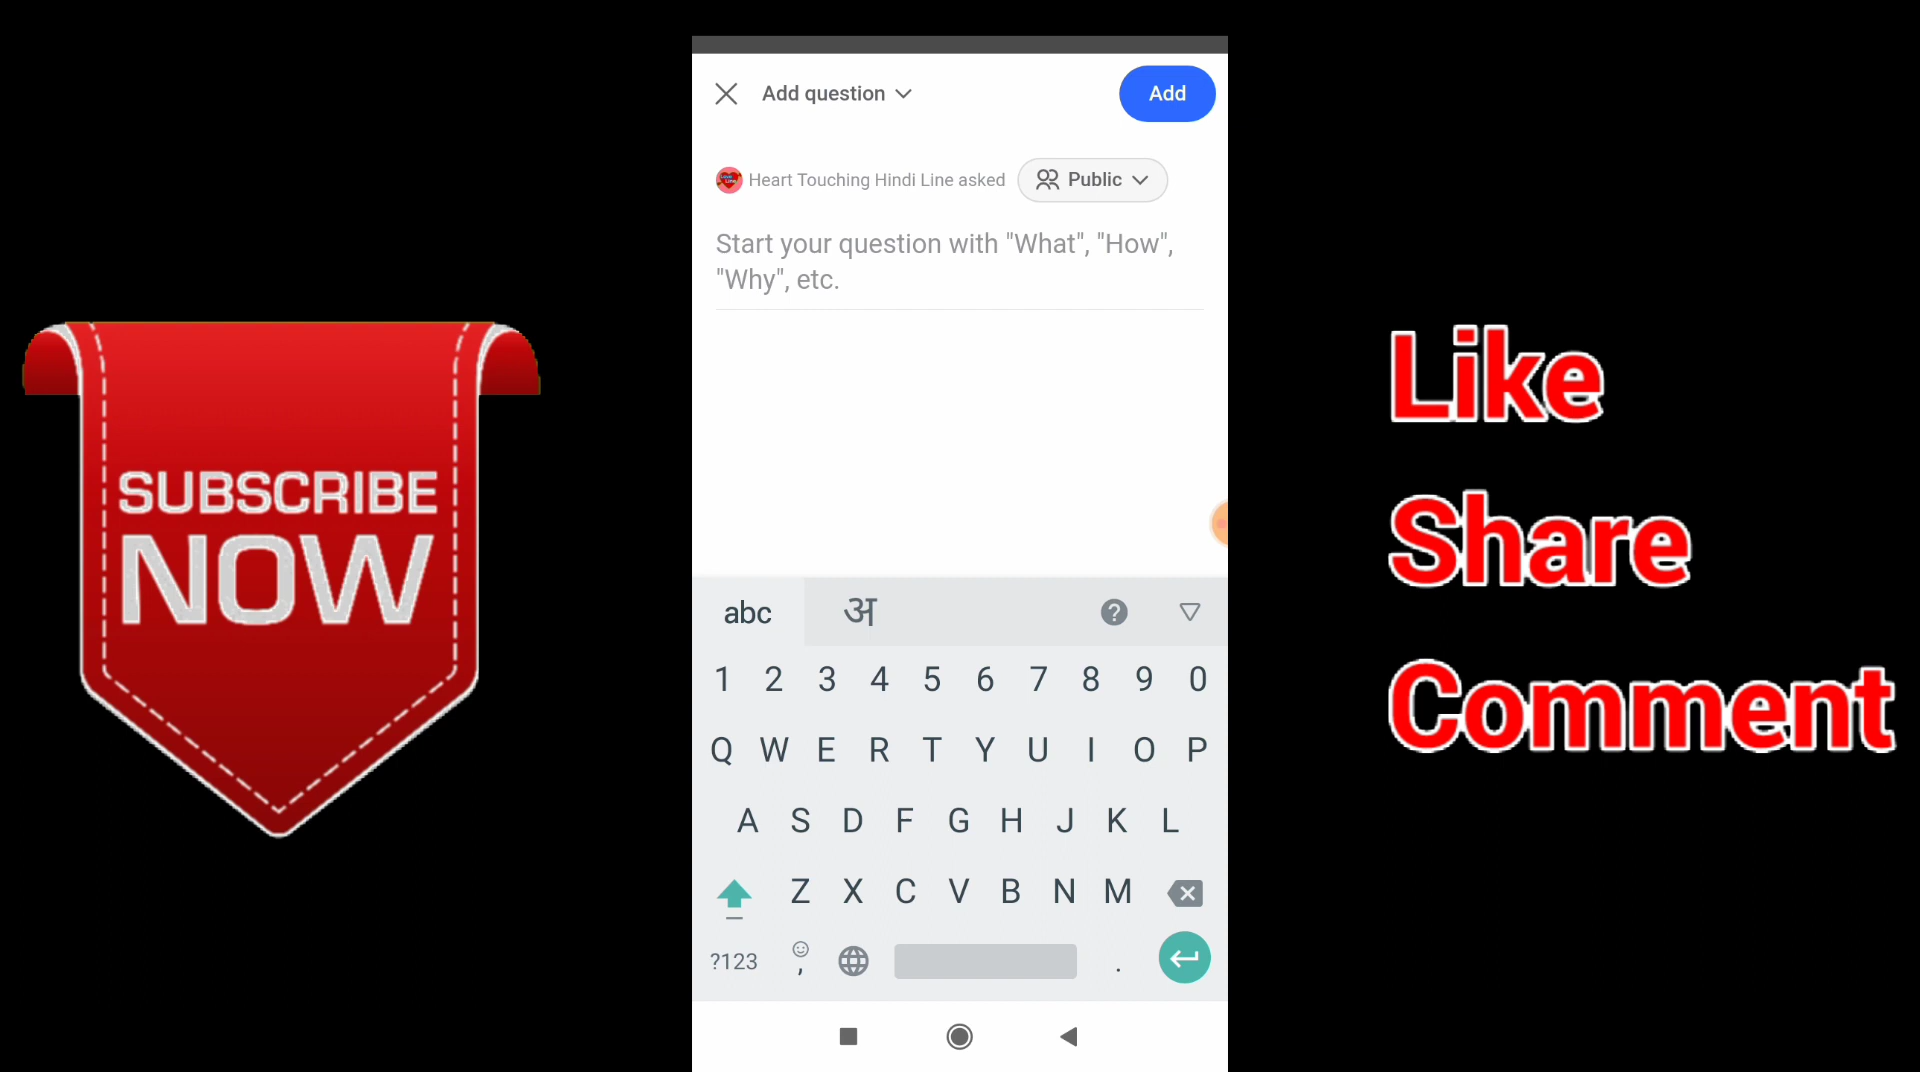 SUBSCRIBE
NOW
Add question
Add
Heart Touching Hindi Line asked
Public
Start your question with "What", "How",
"Why", etc.
abc अ ?
1 2 3 4 5 6 7 8 9 0
Q W E R T Y U I O P
A S D F G H J K L
Z X C V B N M
?123 , .
Like
Share
Comment